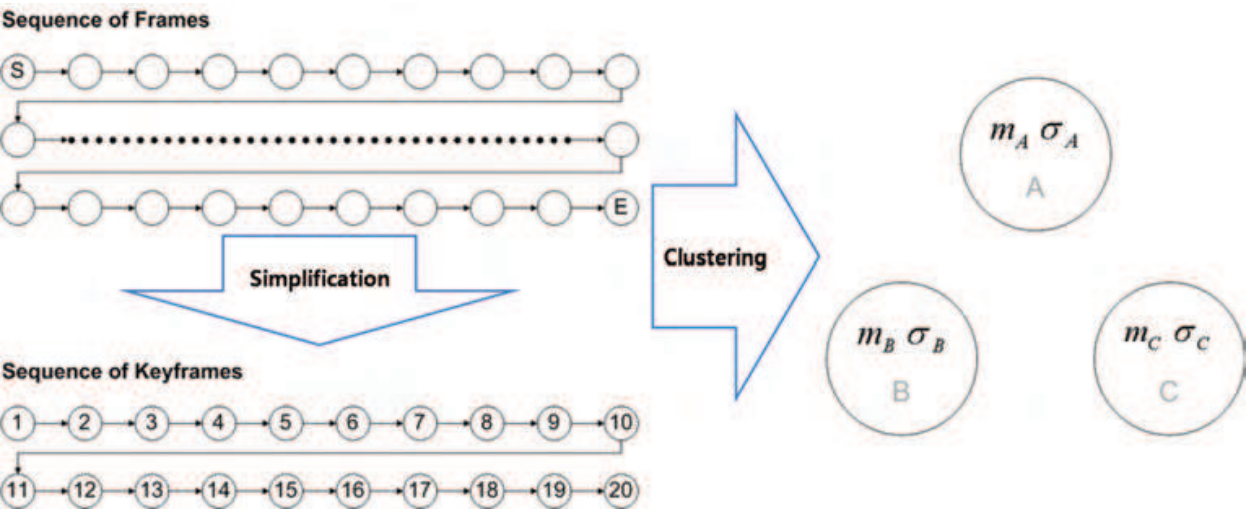 Sequence of Frames
S
E
Simplification
Sequence of Keyframes
1 2 3 4 5 6 7 8 9 10
11 12 13 14 15 16 17 18 19 20
Clustering
m_A σ_A
A
m_B σ_B
B
m_C σ_C
C